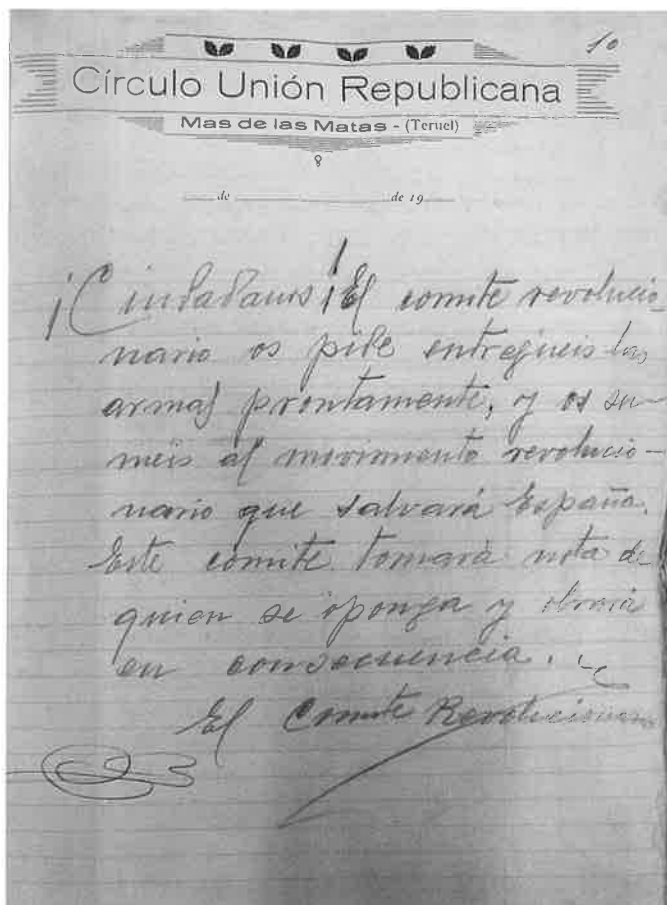 10
Círculo Unión Republicana
Mas de las Matas - (Teruel)
de de 19
¡Ciudadanos! El comite revolucio-
nario os pide entregueis las
armas prontamente, y os su-
meis al movimiento revolucio-
nario que salvará España.
Este comite tomará nota de
quien se oponga y obrará
en consecuencia.
El Comite Revolucionario